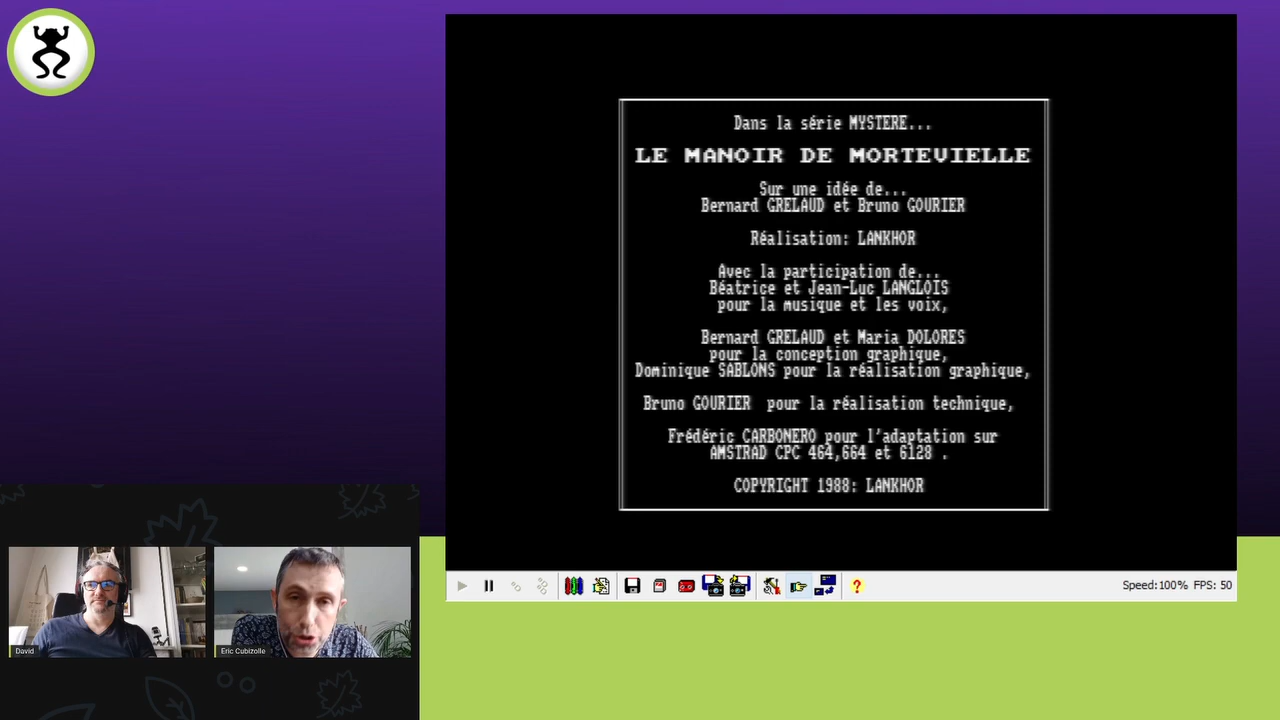 Dans la série MYSTERE...
LE MANOIR DE MORTEVIELLE
Sur une idée de...
Bernard GRELAUD et Bruno GOURIER
Réalisation: LANKHOR
Avec la participation de...
Béatrice et Jean-Luc LANGLOIS
pour la musique et les voix,
Bernard GRELAUD et Maria DOLORES
pour la conception graphique,
Dominique SABLONS pour la réalisation graphique,
Bruno GOURIER pour la réalisation technique,
Frédéric CARBONERO pour l'adaptation sur
AMSTRAD CPC 464,664 et 6128 .
COPYRIGHT 1988: LANKHOR
Speed:100% FPS: 50
David
Eric Cubizolle